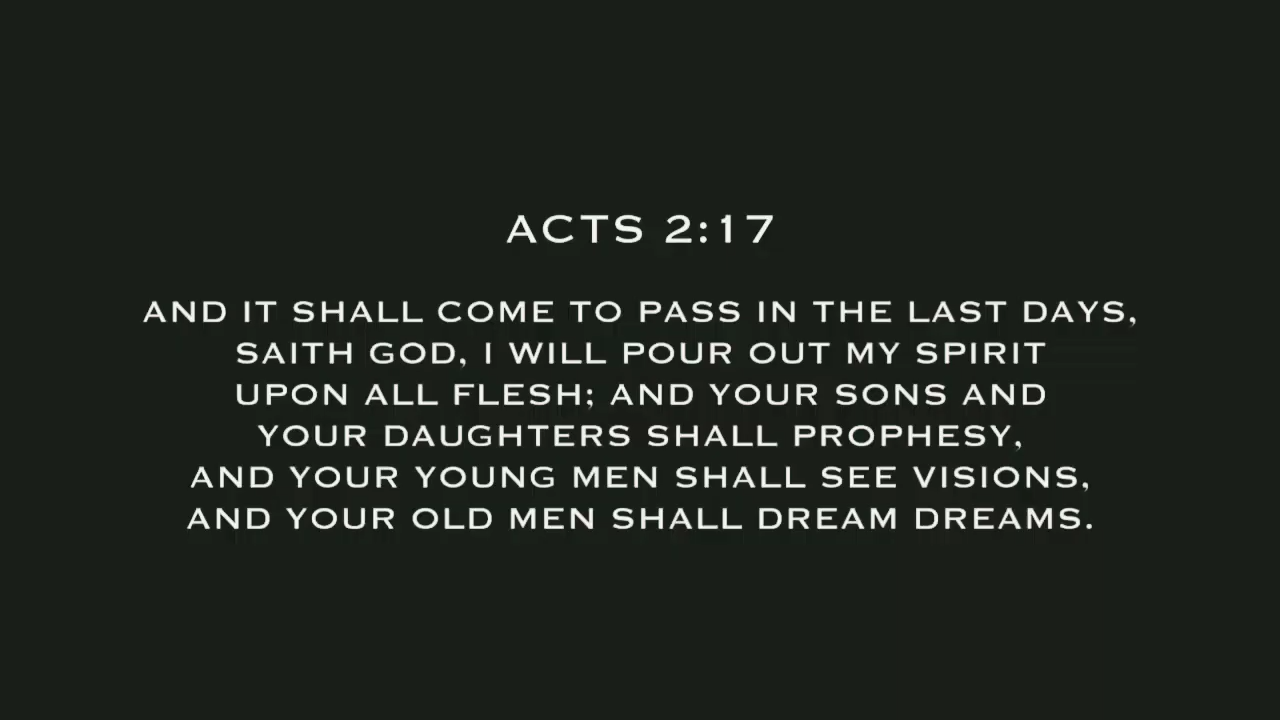 ACTS 2:17
AND IT SHALL COME TO PASS IN THE LAST DAYS,
SAITH GOD, I WILL POUR OUT MY SPIRIT
UPON ALL FLESH; AND YOUR SONS AND
YOUR DAUGHTERS SHALL PROPHESY,
AND YOUR YOUNG MEN SHALL SEE VISIONS,
AND YOUR OLD MEN SHALL DREAM DREAMS.